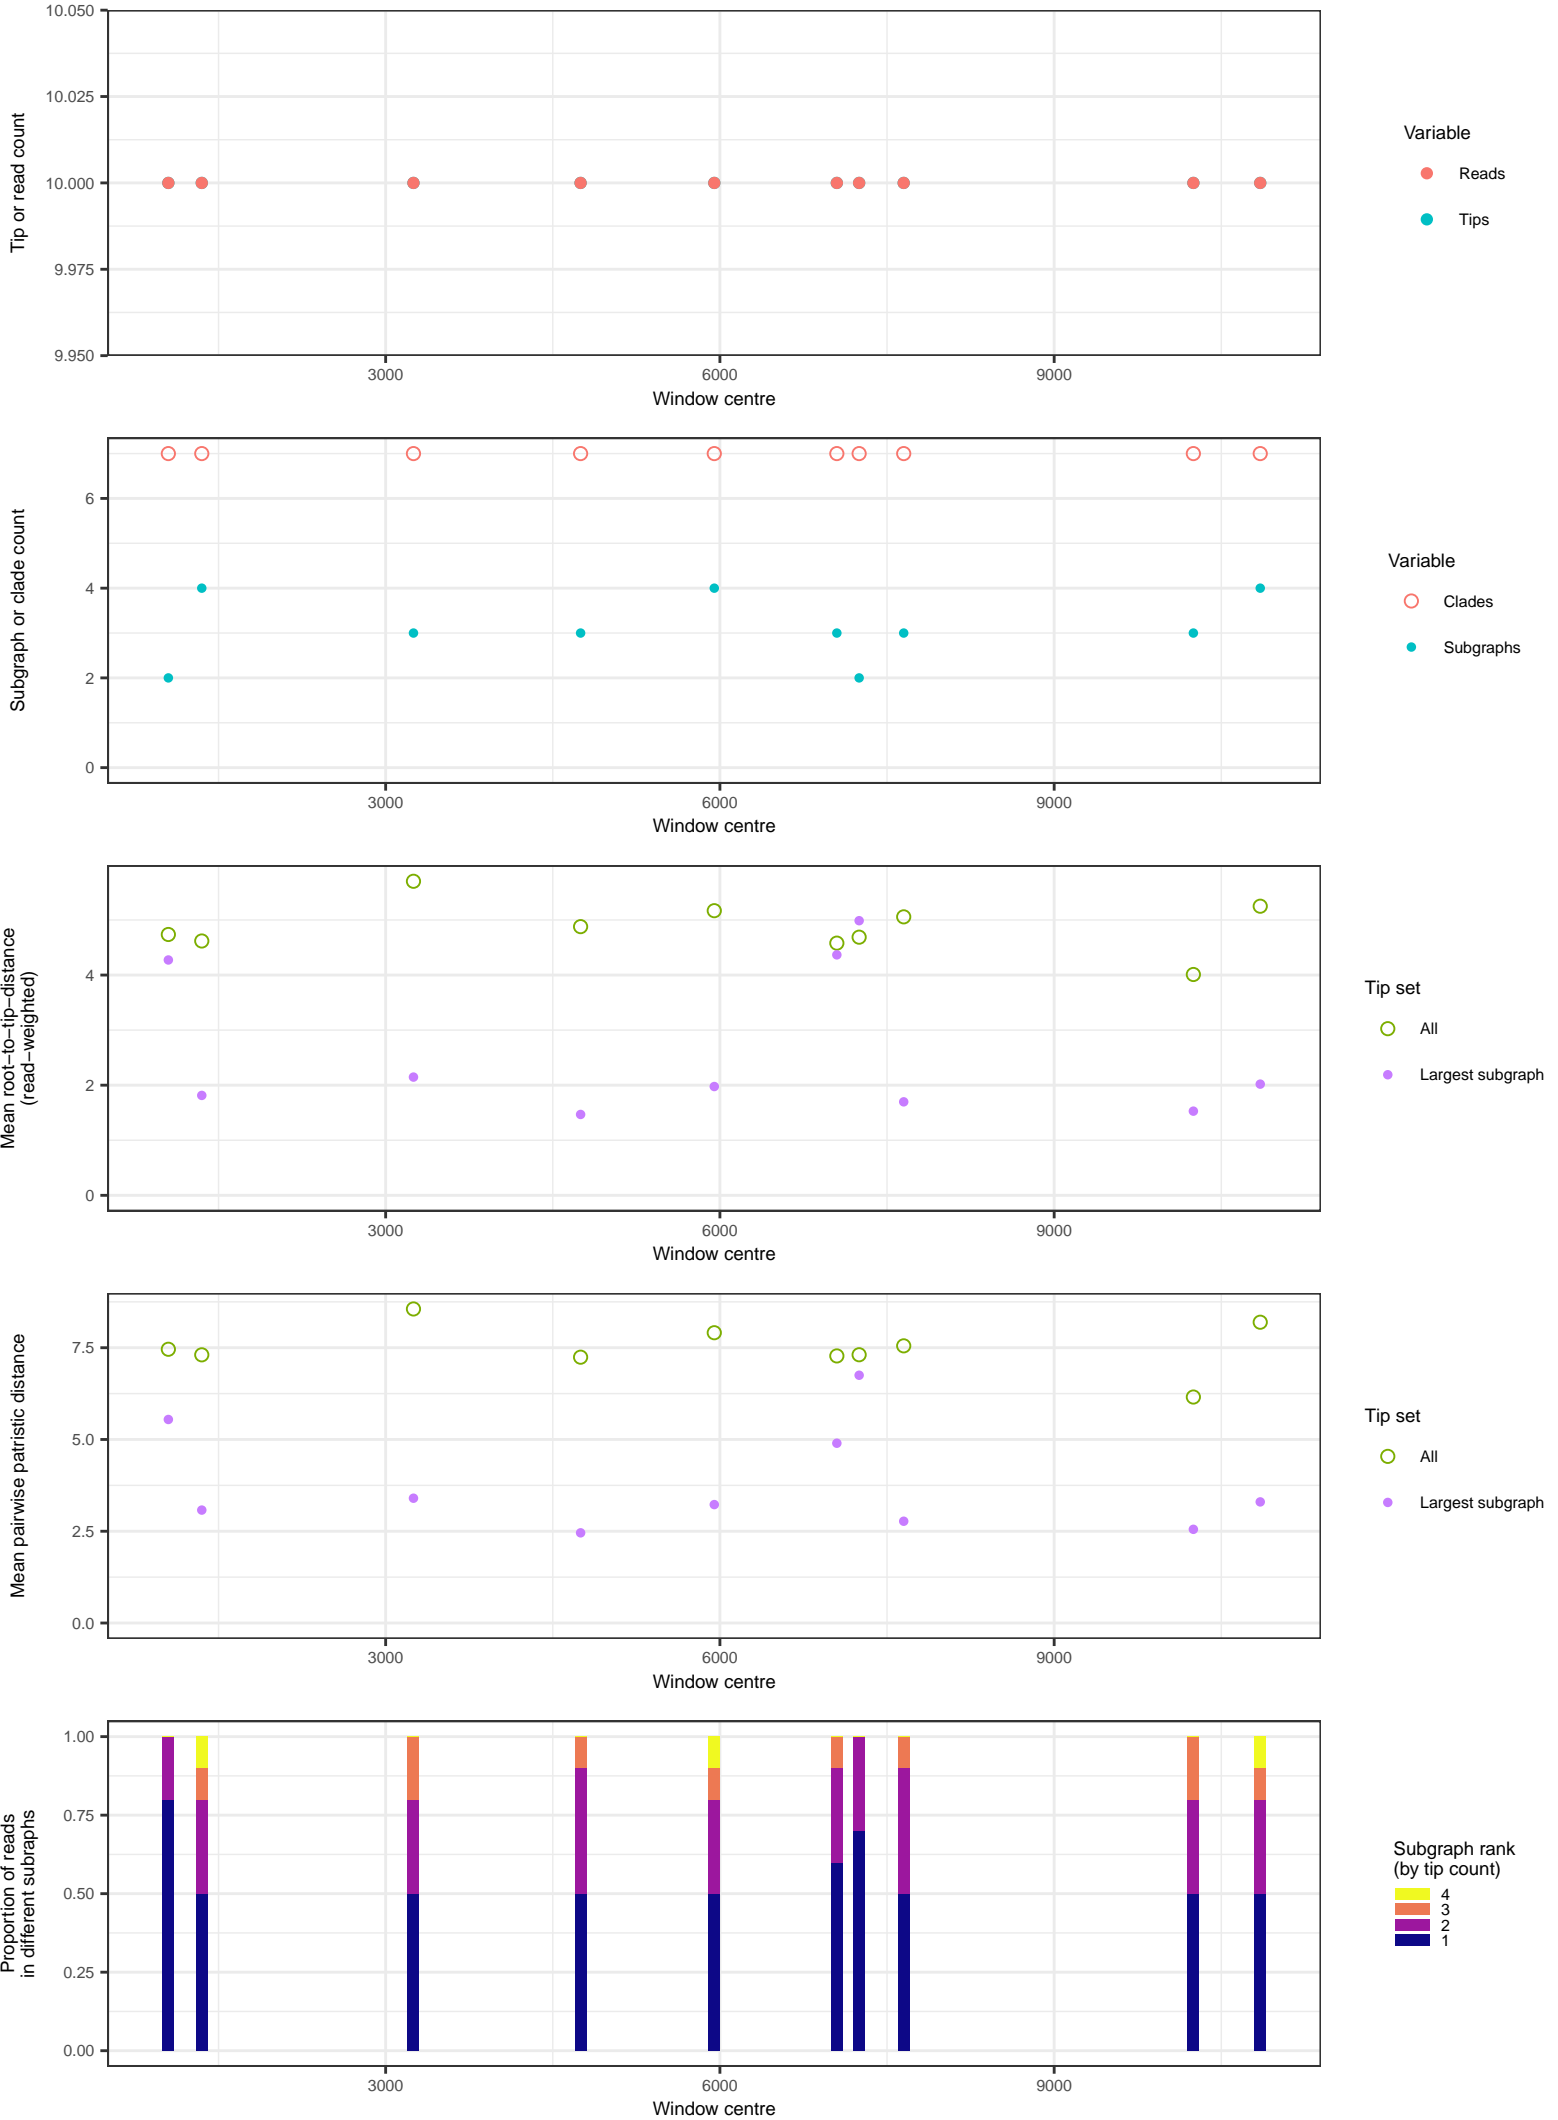 10.050
10.025
10.000
9.975
9.950
Tip or read count
3000
6000
9000
Window centre
Variable
Reads
Tips
6
4
2
0
Subgraph or clade count
3000
6000
9000
Window centre
Variable
Clades
Subgraphs
4
2
0
Mean root−to−tip−distance
(read−weighted)
3000
6000
9000
Window centre
Tip set
All
Largest subgraph
7.5
5.0
2.5
0.0
Mean pairwise patristic distance
3000
6000
9000
Window centre
Tip set
All
Largest subgraph
1.00
0.75
0.50
0.25
0.00
Proportion of reads
in different subraphs
3000
6000
9000
Window centre
Subgraph rank
(by tip count)
4
3
2
1